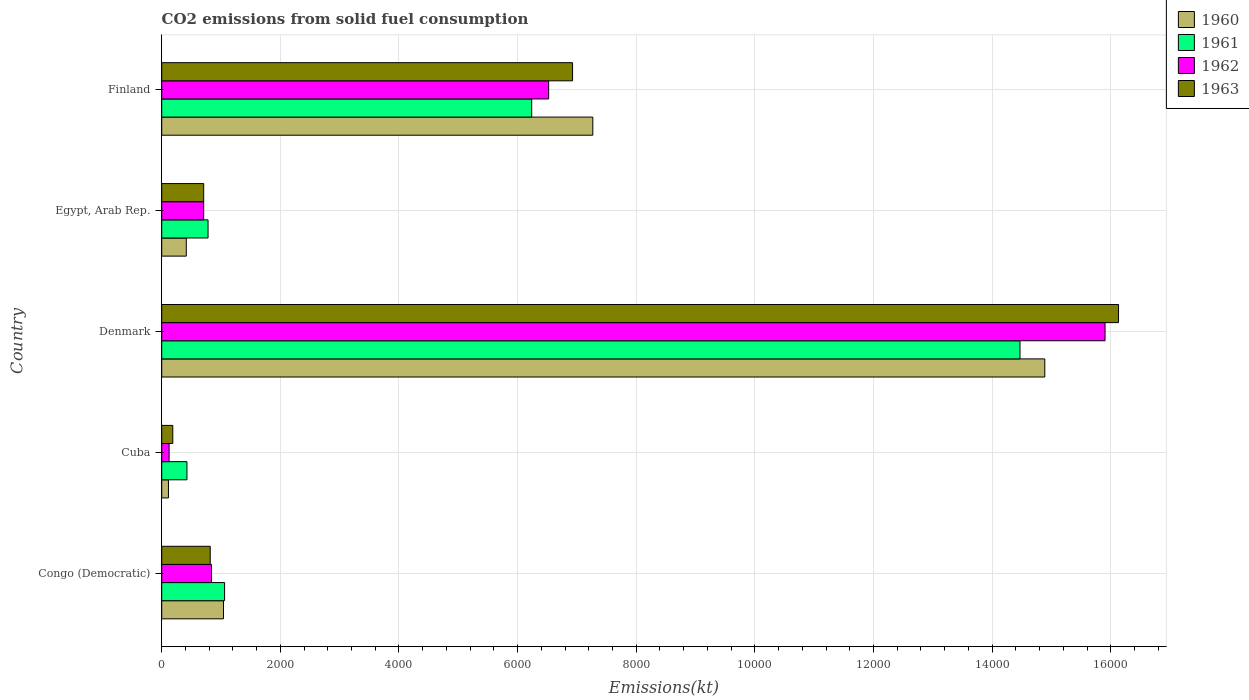 CO2 emissions from solid fuel consumption
1960
1961
1962
1963
Finland
Egypt, Arab Rep.
Denmark
Cuba
Congo (Democratic)
Country
0
2000
4000
6000
8000
10000
12000
14000
16000
Emissions(kt)